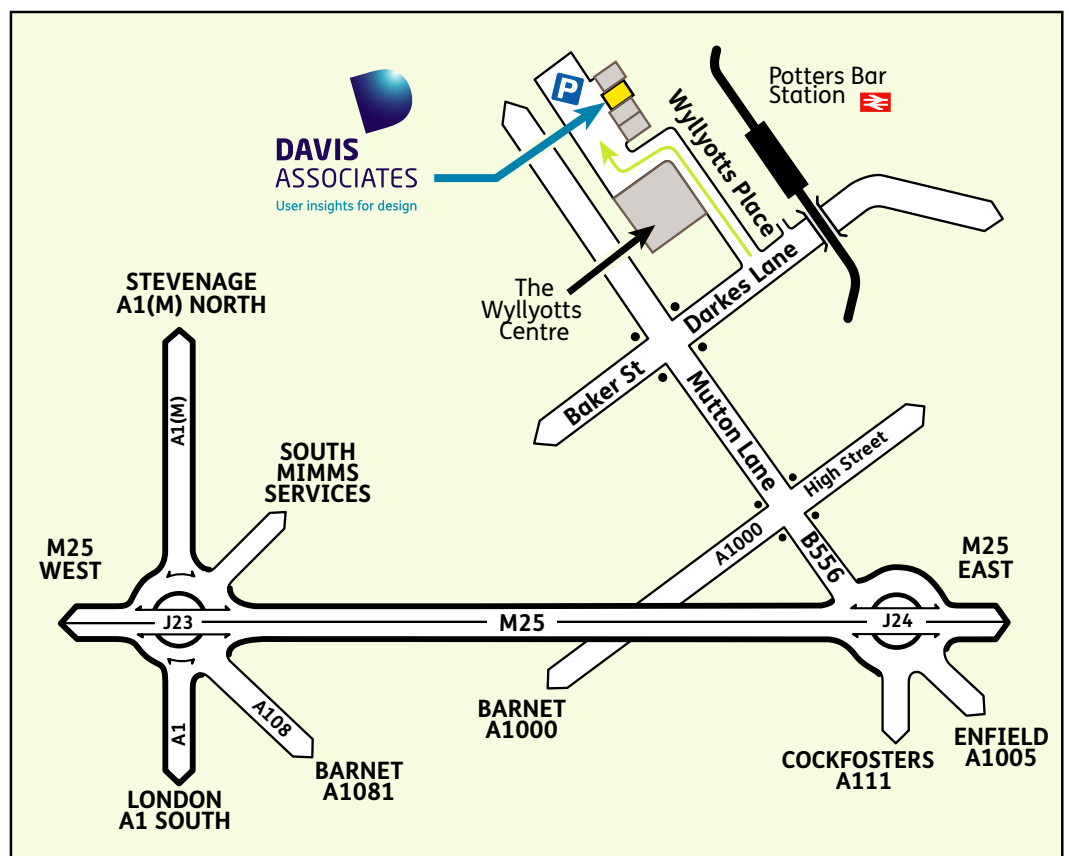 P
Potters Bar
Station
Wyllyotts Place
DAVIS
ASSOCIATES
User insights for design
The
Wyllyotts
Centre
Darkes Lane
Baker St
Mutton Lane
STEVENAGE
A1(M) NORTH
A1(M)
SOUTH
MIMMS
SERVICES
High Street
A1000
B556
M25
WEST
M25
EAST
J23
M25
J24
A1
A108
BARNET
A1000
BARNET
A1081
LONDON
A1 SOUTH
COCKFOSTERS
A111
ENFIELD
A1005